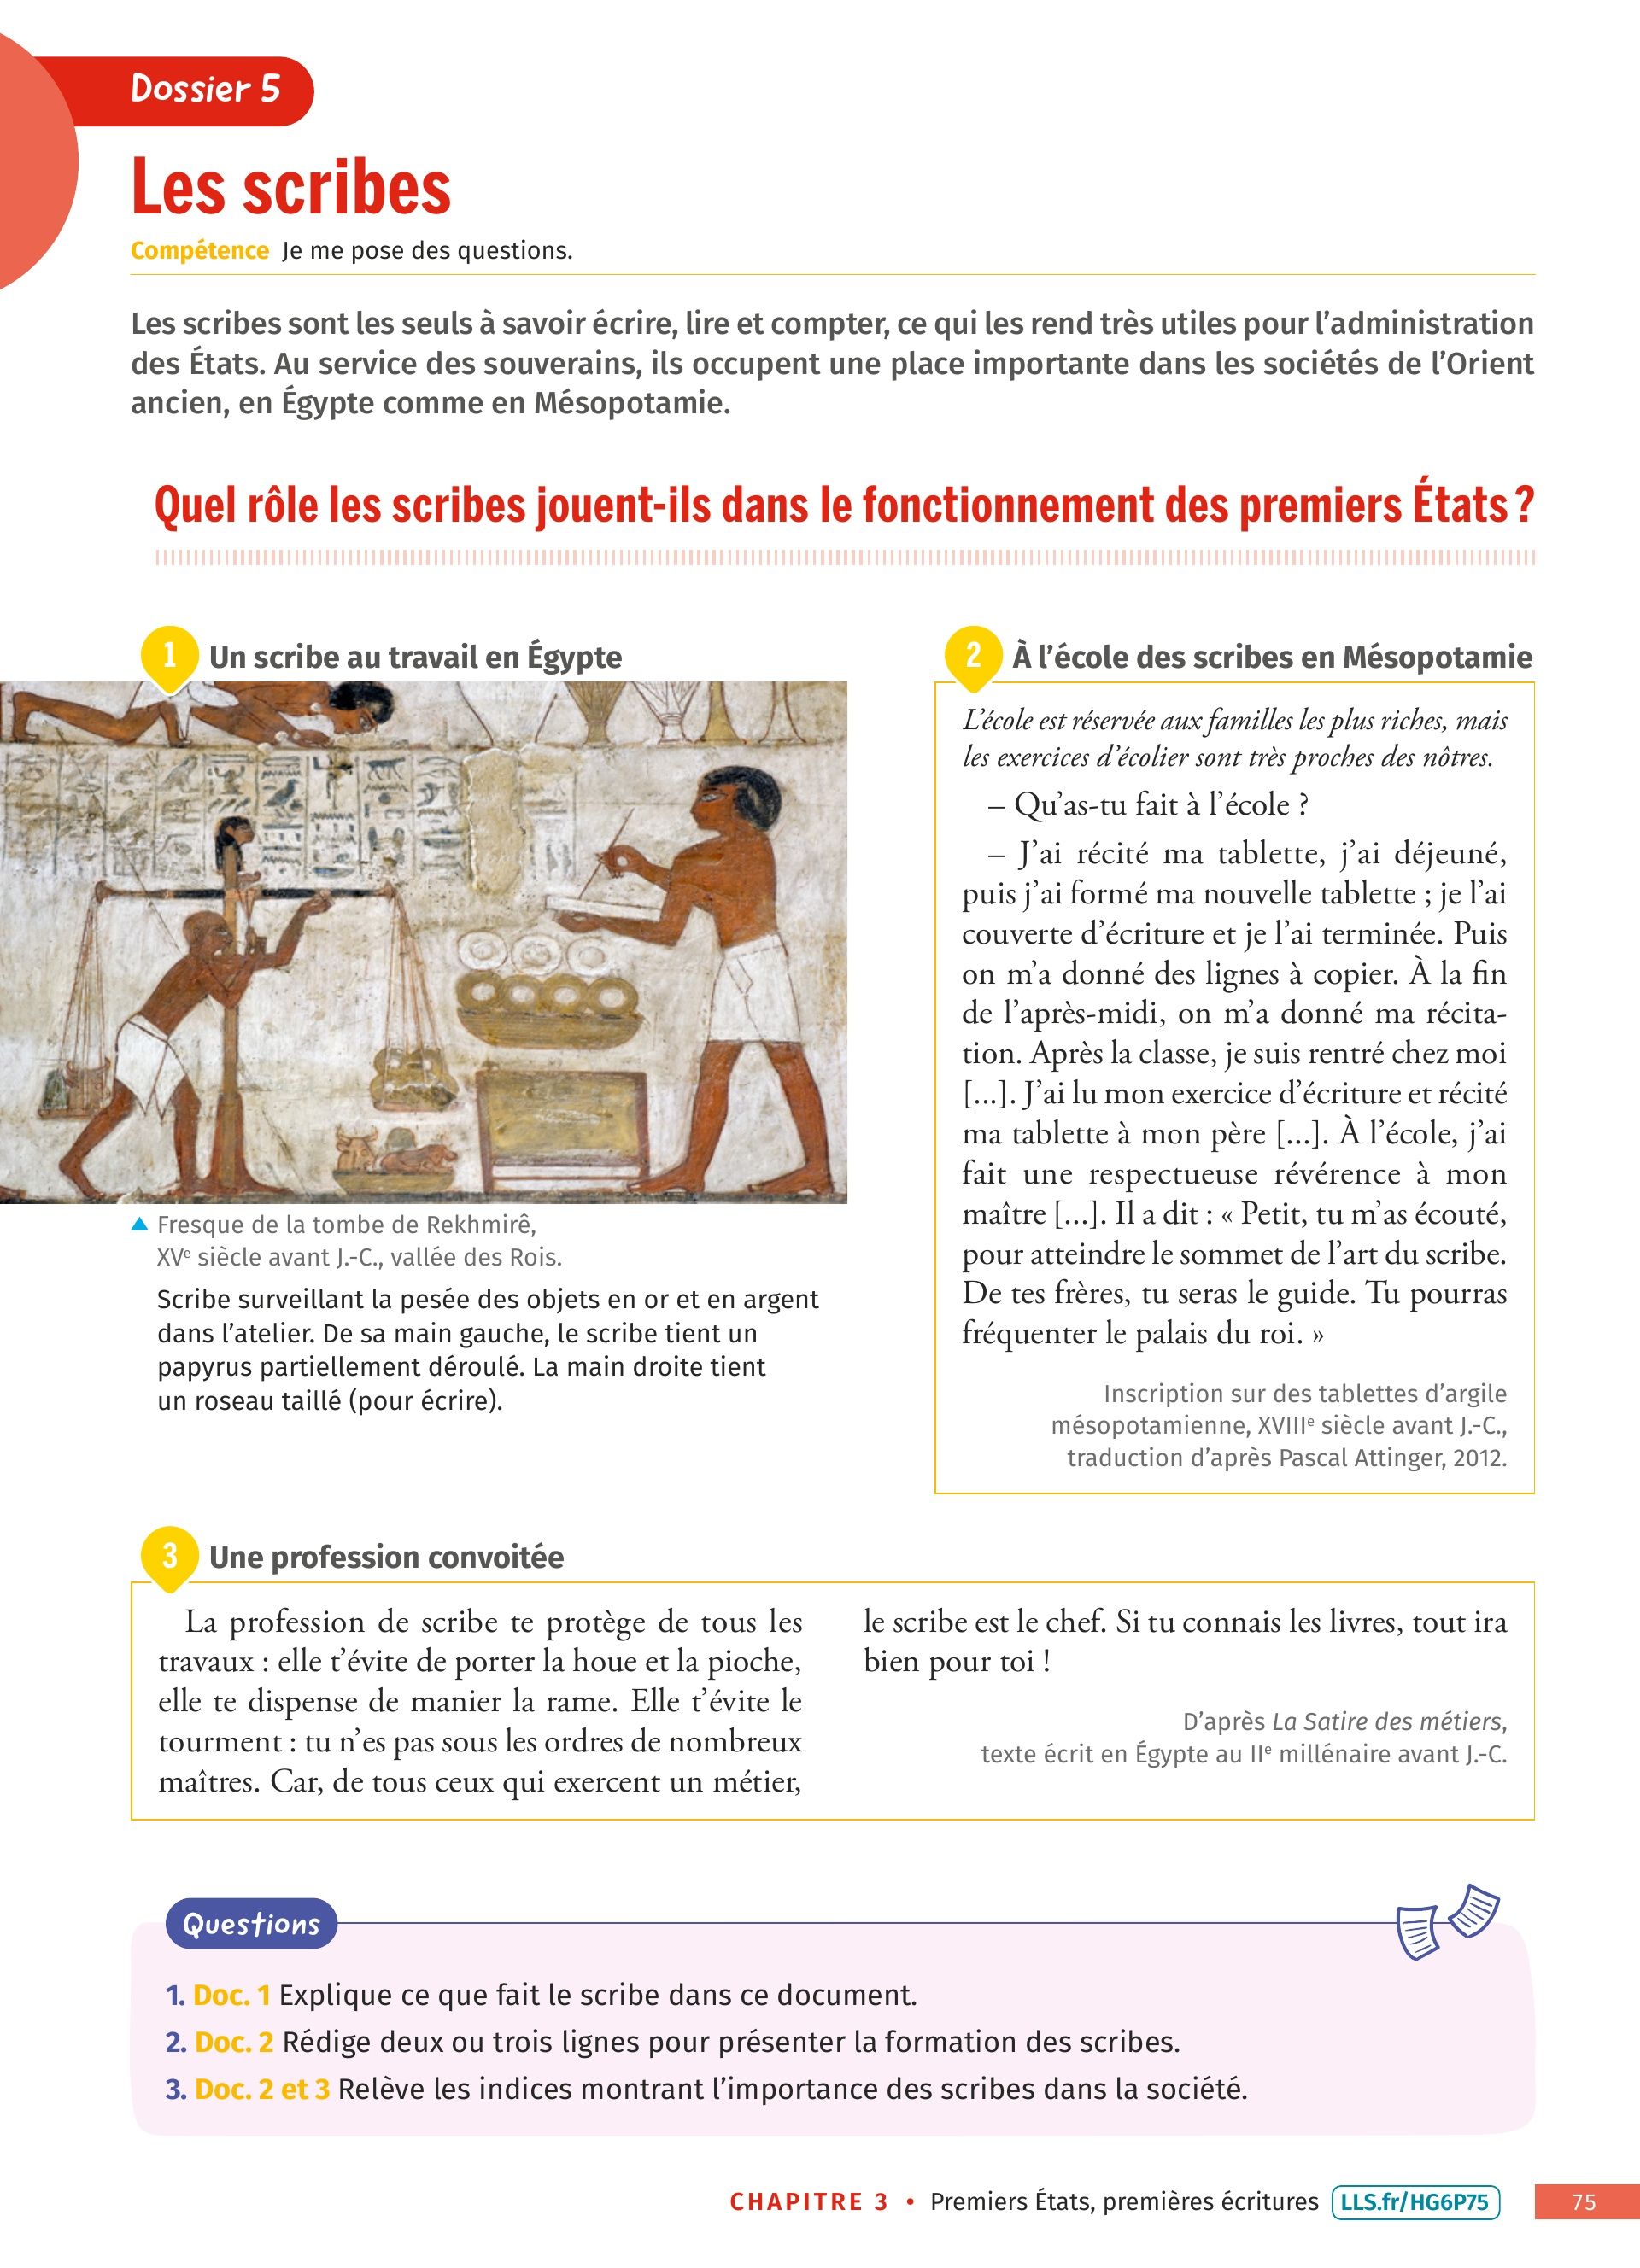 Dossier 5
Les scribes
Compétence Je me pose des questions.
Les scribes sont les seuls à savoir écrire, lire et compter, ce qui les rend très utiles pour l’administration
des États. Au service des souverains, ils occupent une place importante dans les sociétés de l’Orient
ancien, en Égypte comme en Mésopotamie.
Quel rôle les scribes jouent-ils dans le fonctionnement des premiers États ?
1 Un scribe au travail en Égypte
▲ Fresque de la tombe de Rekhmirê,
XVe siècle avant J.-C., vallée des Rois.
Scribe surveillant la pesée des objets en or et en argent
dans l’atelier. De sa main gauche, le scribe tient un
papyrus partiellement déroulé. La main droite tient
un roseau taillé (pour écrire).
2 À l’école des scribes en Mésopotamie
L’école est réservée aux familles les plus riches, mais
les exercices d’écolier sont très proches des nôtres.
– Qu’as-tu fait à l’école ?
– J’ai récité ma tablette, j’ai déjeuné,
puis j’ai formé ma nouvelle tablette ; je l’ai
couverte d’écriture et je l’ai terminée. Puis
on m’a donné des lignes à copier. À la fin
de l’après-midi, on m’a donné ma récita-
tion. Après la classe, je suis rentré chez moi
[...]. J’ai lu mon exercice d’écriture et récité
ma tablette à mon père [...]. À l’école, j’ai
fait une respectueuse révérence à mon
maître [...]. Il a dit : « Petit, tu m’as écouté,
pour atteindre le sommet de l’art du scribe.
De tes frères, tu seras le guide. Tu pourras
fréquenter le palais du roi. »
Inscription sur des tablettes d’argile
mésopotamienne, XVIIIe siècle avant J.-C.,
traduction d’après Pascal Attinger, 2012.
3 Une profession convoitée
La profession de scribe te protège de tous les
travaux : elle t’évite de porter la houe et la pioche,
elle te dispense de manier la rame. Elle t’évite le
tourment : tu n’es pas sous les ordres de nombreux
maîtres. Car, de tous ceux qui exercent un métier,
le scribe est le chef. Si tu connais les livres, tout ira
bien pour toi !
D’après La Satire des métiers,
texte écrit en Égypte au IIe millénaire avant J.-C.
Questions
1. Doc. 1 Explique ce que fait le scribe dans ce document.
2. Doc. 2 Rédige deux ou trois lignes pour présenter la formation des scribes.
3. Doc. 2 et 3 Relève les indices montrant l’importance des scribes dans la société.
CHAPITRE 3 • Premiers États, premières écritures LLS.fr/HG6P75 75